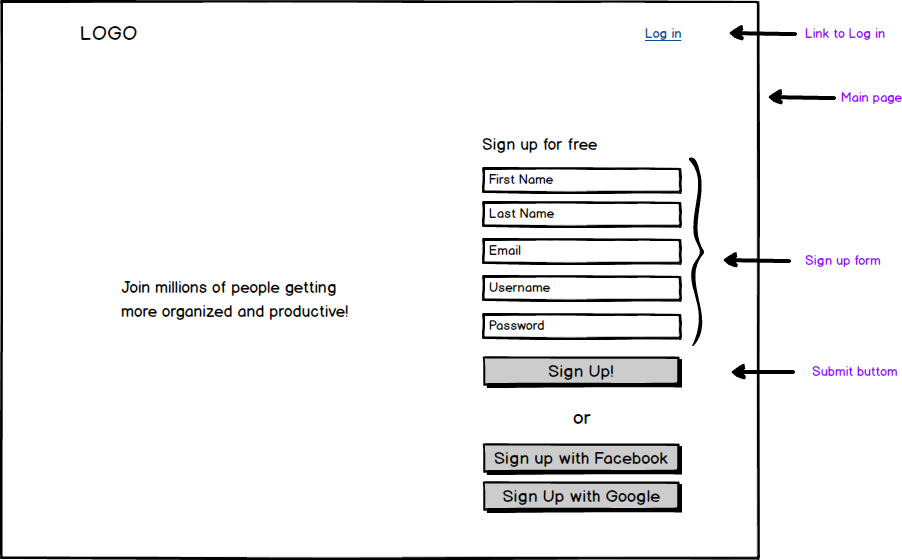 LOGO
Log in
Link to Log in
Main page
Sign up for free
First Name
Last Name
Email
Sign up form
Username
Join millions of people getting
more organized and productive!
Password
Sign Up!
Submit buttom
or
Sign up with Facebook
Sign Up with Google